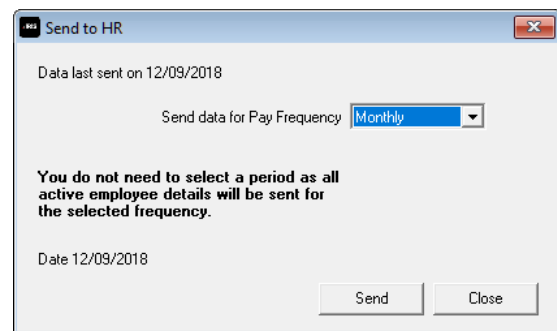 Send to HR
Data last sent on 12/09/2018
Send data for Pay Frequency Monthly
You do not need to select a period as all
active employee details will be sent for
the selected frequency.
Date 12/09/2018
Send Close